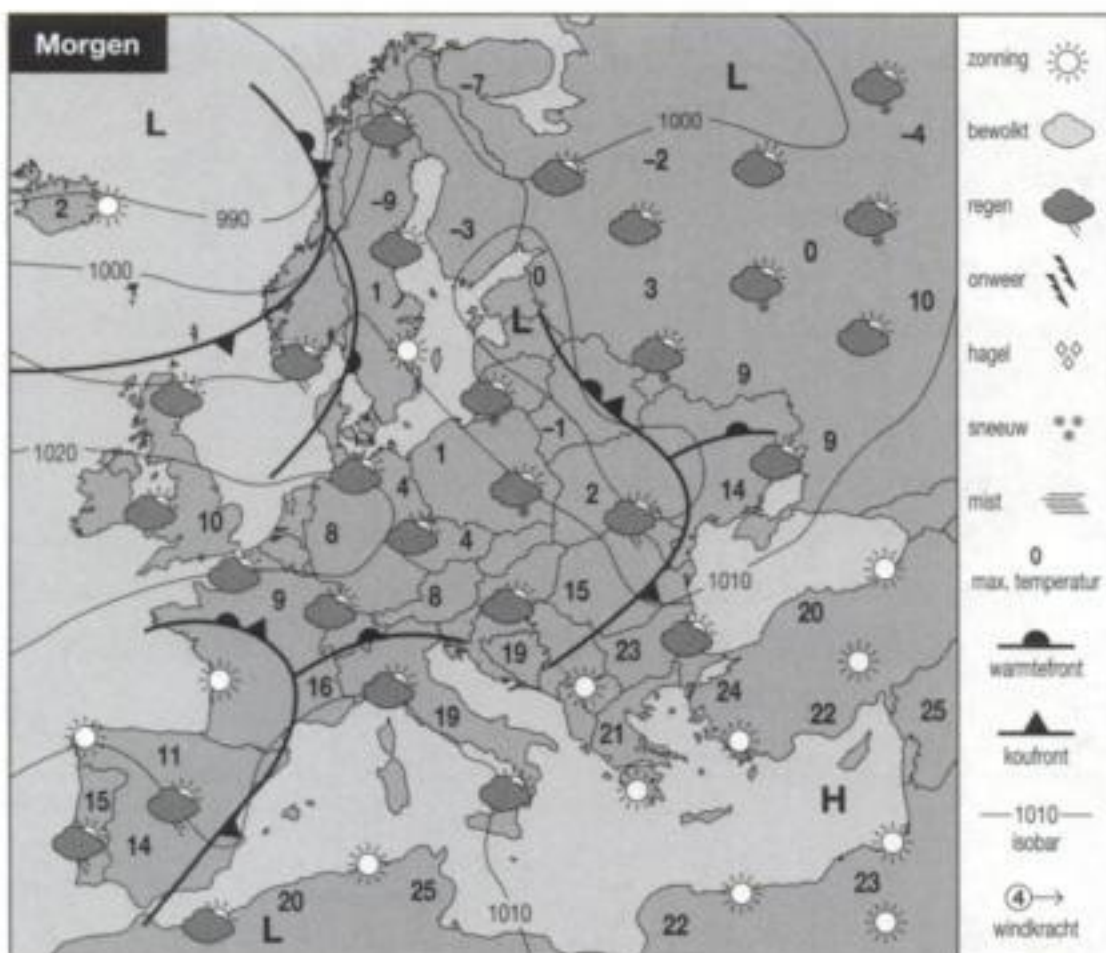 Morgen
L
L
–7
1000
–4
–2
2
990
–9
–3
0
1000
1
0
3
L
10
9
1020
–1
1
9
4
2
14
10
8
4
1010
15
9
8
20
19
23
16
24
22
25
19
21
11
15
H
14
20
25
23
1010
22
L
zonning
bewolkt
regen
onweer
hagel
sneeuw
mist
0
max. temperatur
warmtefront
koufront
1010
isobar
4
windkracht